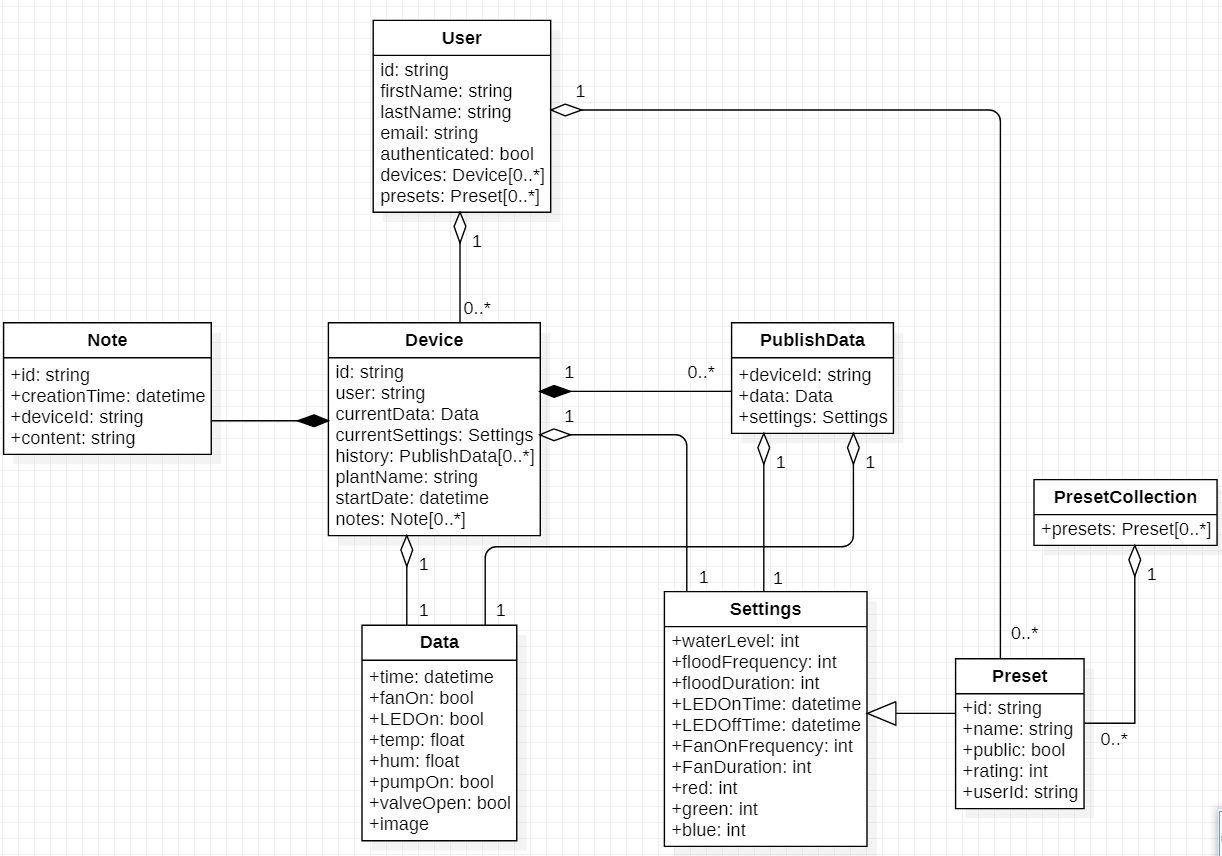 User
id: string
firstName: string
lastName: string
email: string
authenticated: bool
devices: Device[0..*]
presets: Preset[0..*]
1
1
0..*
Note
+id: string
+creationTime: datetime
+deviceId: string
+content: string
Device
id: string
user: string
currentData: Data
currentSettings: Settings
history: PublishData[0..*]
plantName: string
startDate: datetime
notes: Note[0..*]
1
0..*
1
PublishData
+deviceId: string
+data: Data
+settings: Settings
1
1
PresetCollection
+presets: Preset[0..*]
1
1
1
1
1
1
Data
+time: datetime
+fanOn: bool
+LEDOn: bool
+temp: float
+hum: float
+pumpOn: bool
+valveOpen: bool
+image
Settings
+waterLevel: int
+floodFrequency: int
+floodDuration: int
+LEDOnTime: datetime
+LEDOffTime: datetime
+FanOnFrequency: int
+FanDuration: int
+red: int
+green: int
+blue: int
0..*
Preset
+id: string
+name: string
+public: bool
+rating: int
+userId: string
0..*